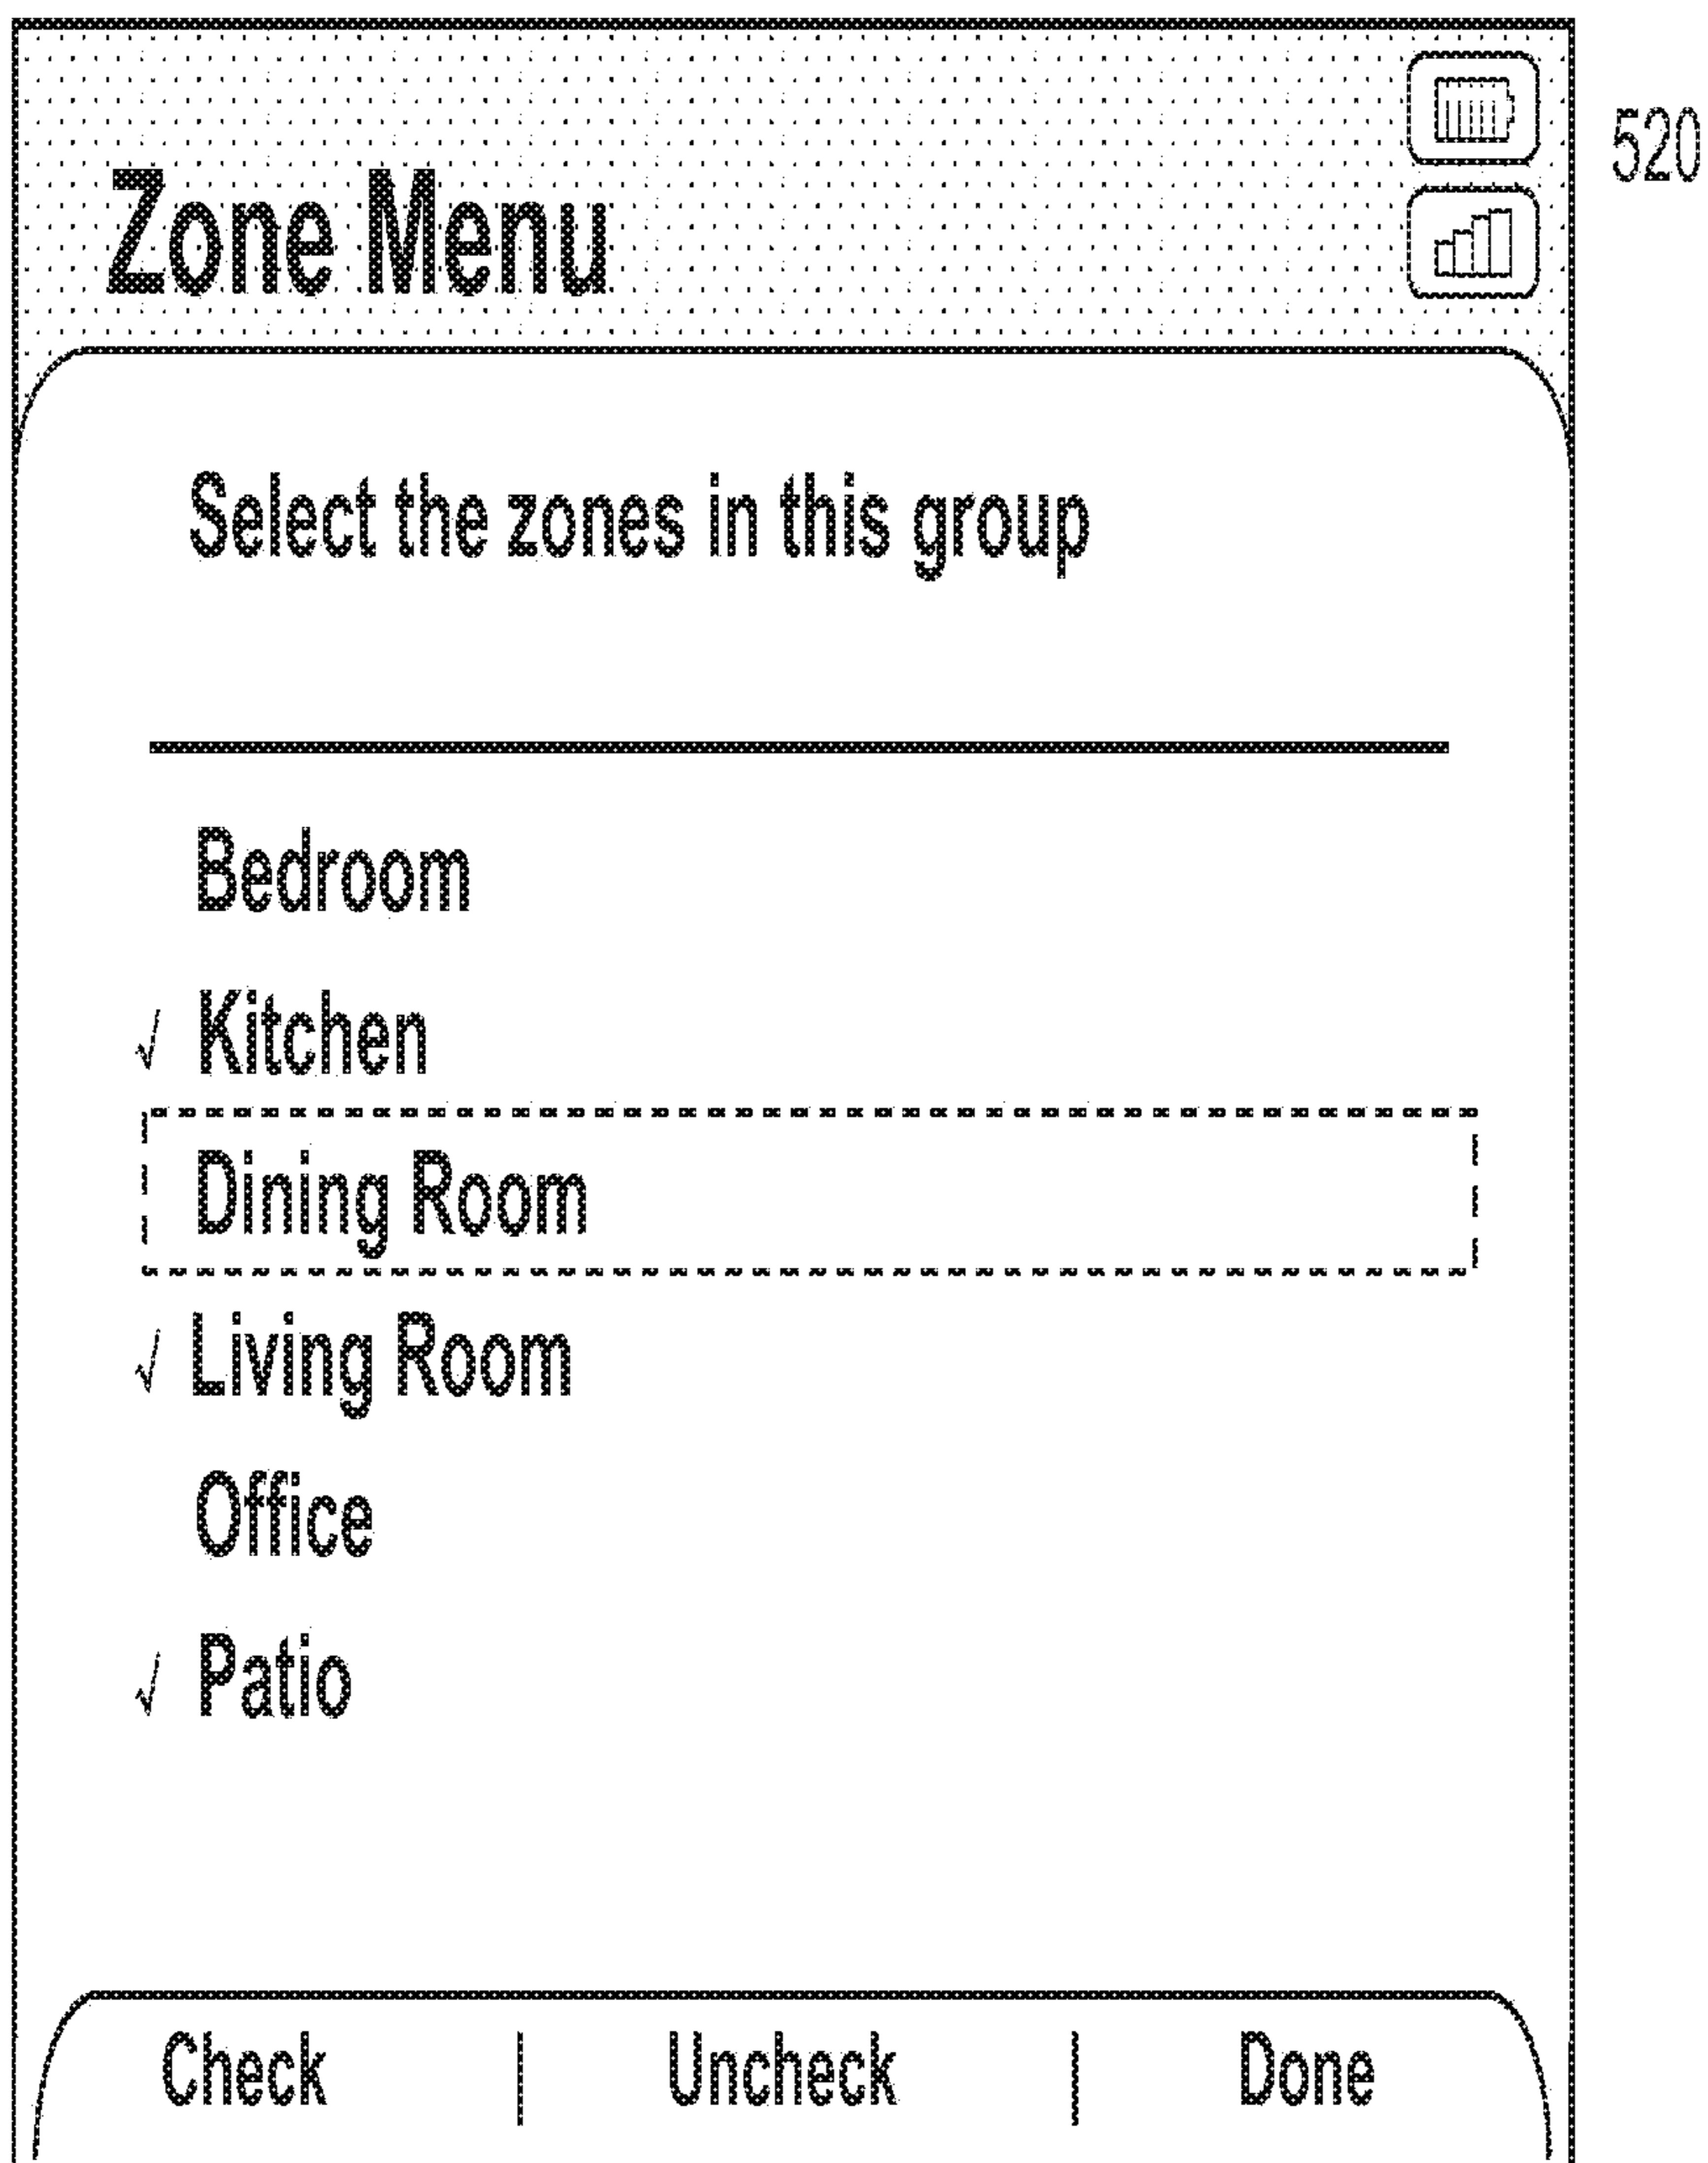 520
Zone Menu
Select the zones in this group
Bedroom
√ Kitchen
Dining Room
√ Living Room
Office
√ Patio
Check | Uncheck | Done